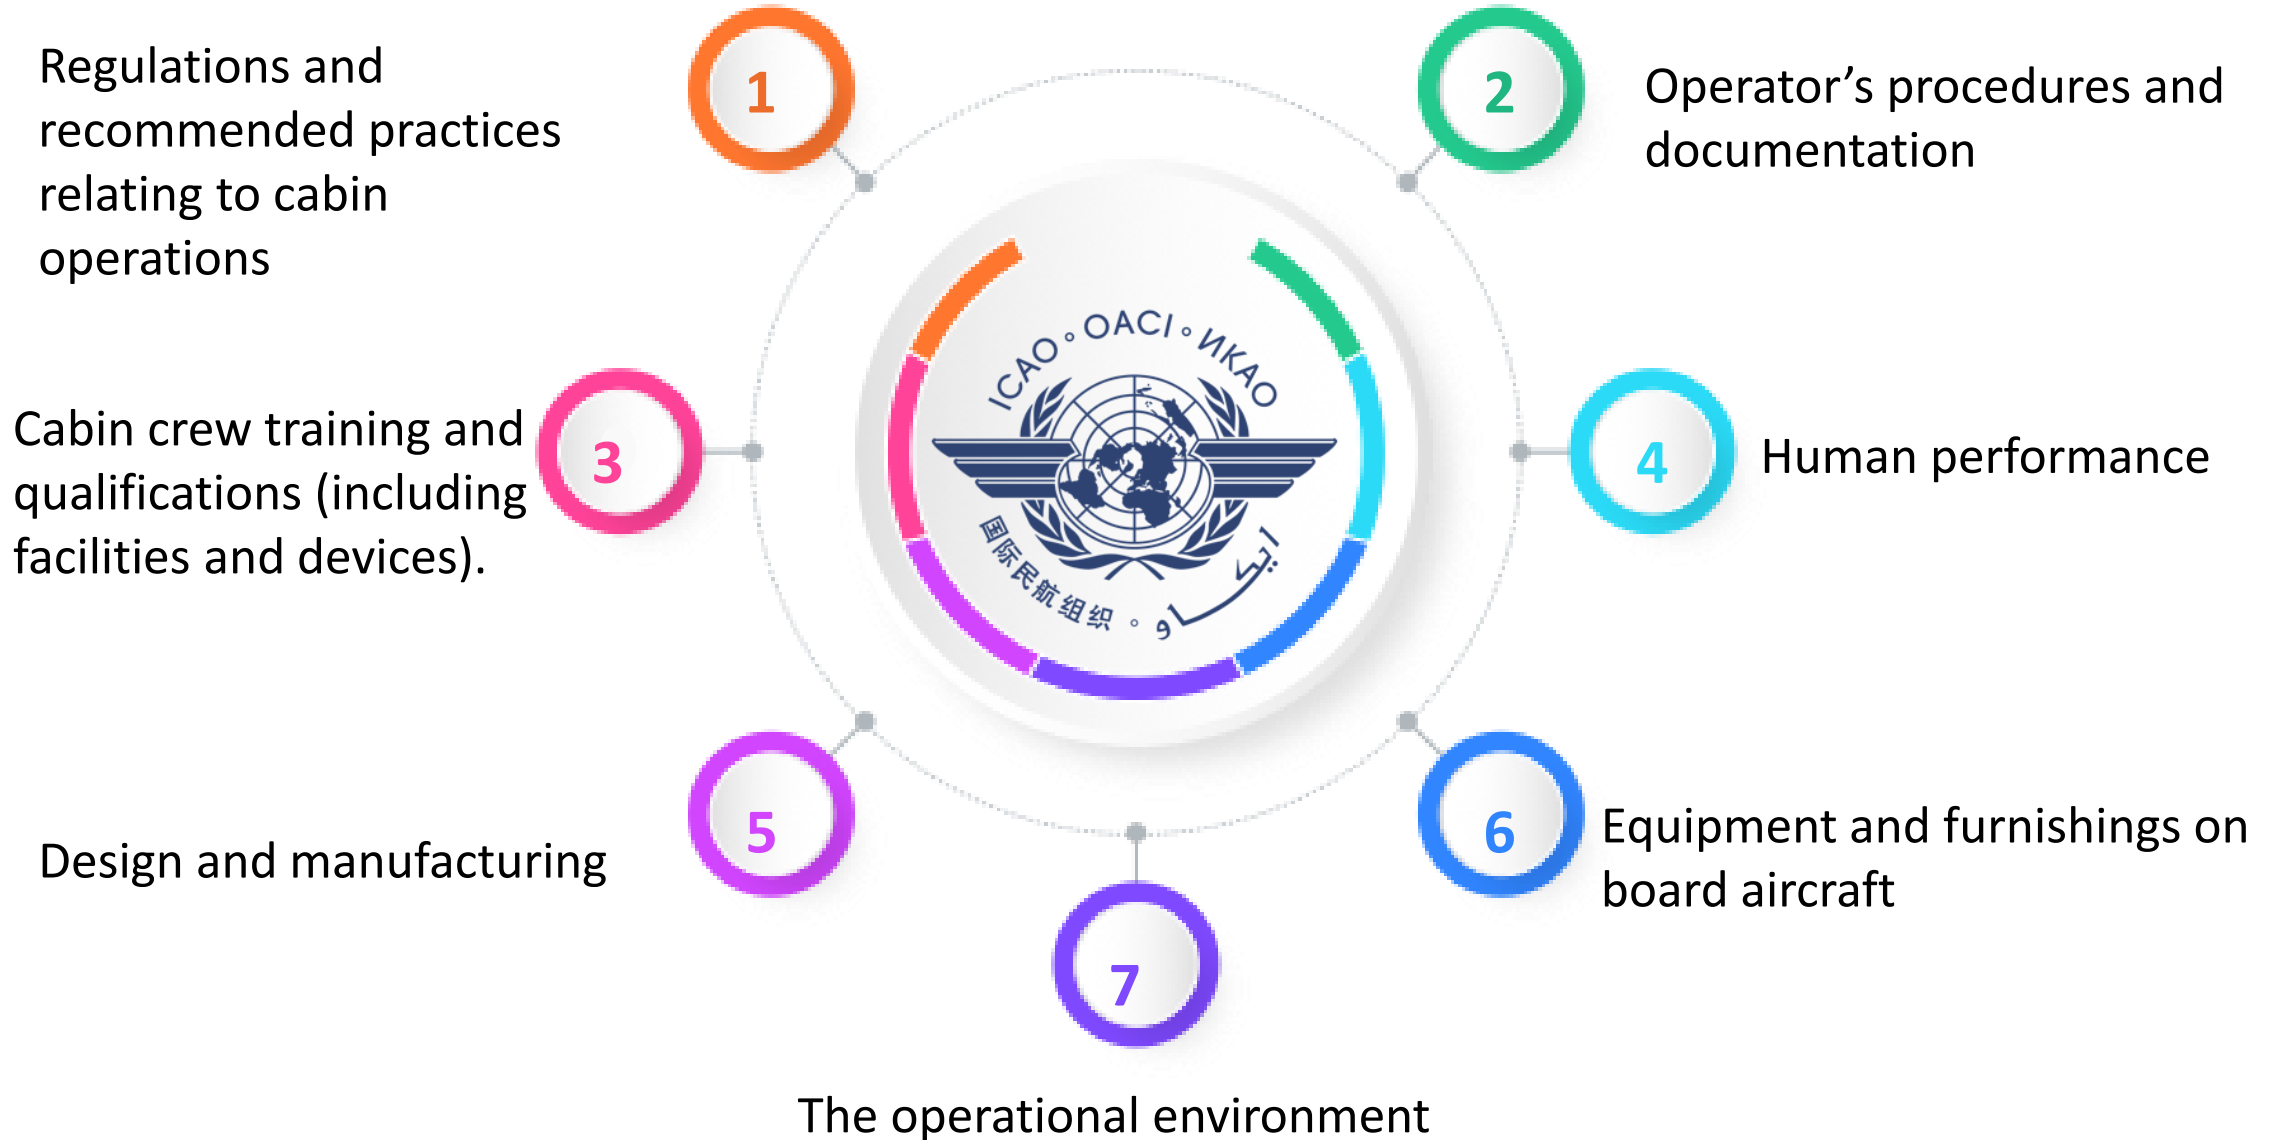 Regulations and
recommended practices
relating to cabin
operations
1
2
Operator’s procedures and
documentation
ICAO ◦ OACI ◦ ИКАО
Cabin crew training and
qualifications (including
facilities and devices).
3
4
Human performance
国际民航组织 ◦ ايكاو
Design and manufacturing
5
6
Equipment and furnishings on
board aircraft
7
The operational environment